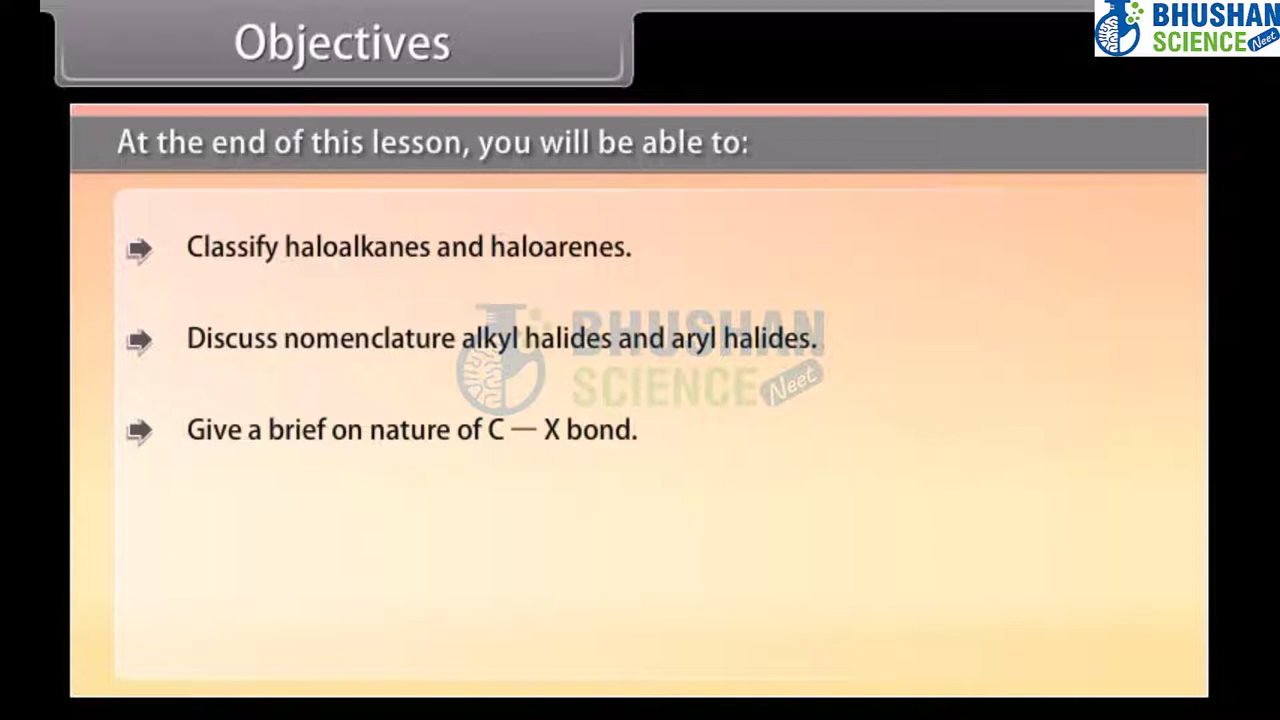 Objectives
BHUSHAN
SCIENCE Neet
At the end of this lesson, you will be able to:
Classify haloalkanes and haloarenes.
Discuss nomenclature alkyl halides and aryl halides.
BHUSHAN
SCIENCE Neet
Give a brief on nature of C — X bond.